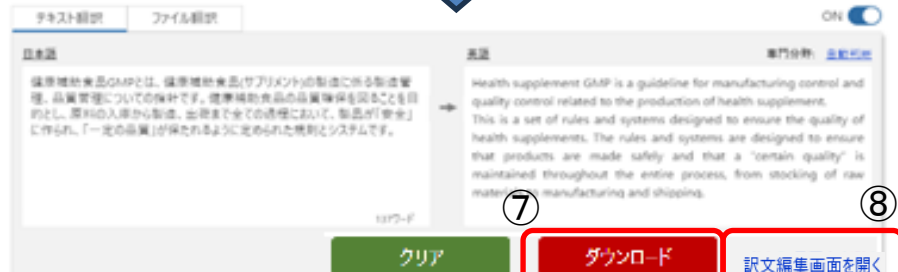 テキスト翻訳 ファイル翻訳 ON
日本語
健康補助食品GMPとは、健康補助食品(サプリメント)の製造に係る製造管
理、品質管理についての指針です。健康補助食品の品質確保を図ることを目
的とし、原料の入庫から製造、出荷まで全ての過程において、製品が「安全」
に作られ、「一定の品質」が保たれるように定められた規則とシステムです。
137ワード
英語 専門分野: 自動判定
Health supplement GMP is a guideline for manufacturing control and
quality control related to the production of health supplement.
This is a set of rules and systems designed to ensure the quality of
health supplements. The rules and systems are designed to ensure
that products are made safely and that a "certain quality" is
maintained throughout the entire process, from stocking of raw
materials to manufacturing and shipping.
⑦ ⑧
クリア ダウンロード 訳文編集画面を開く